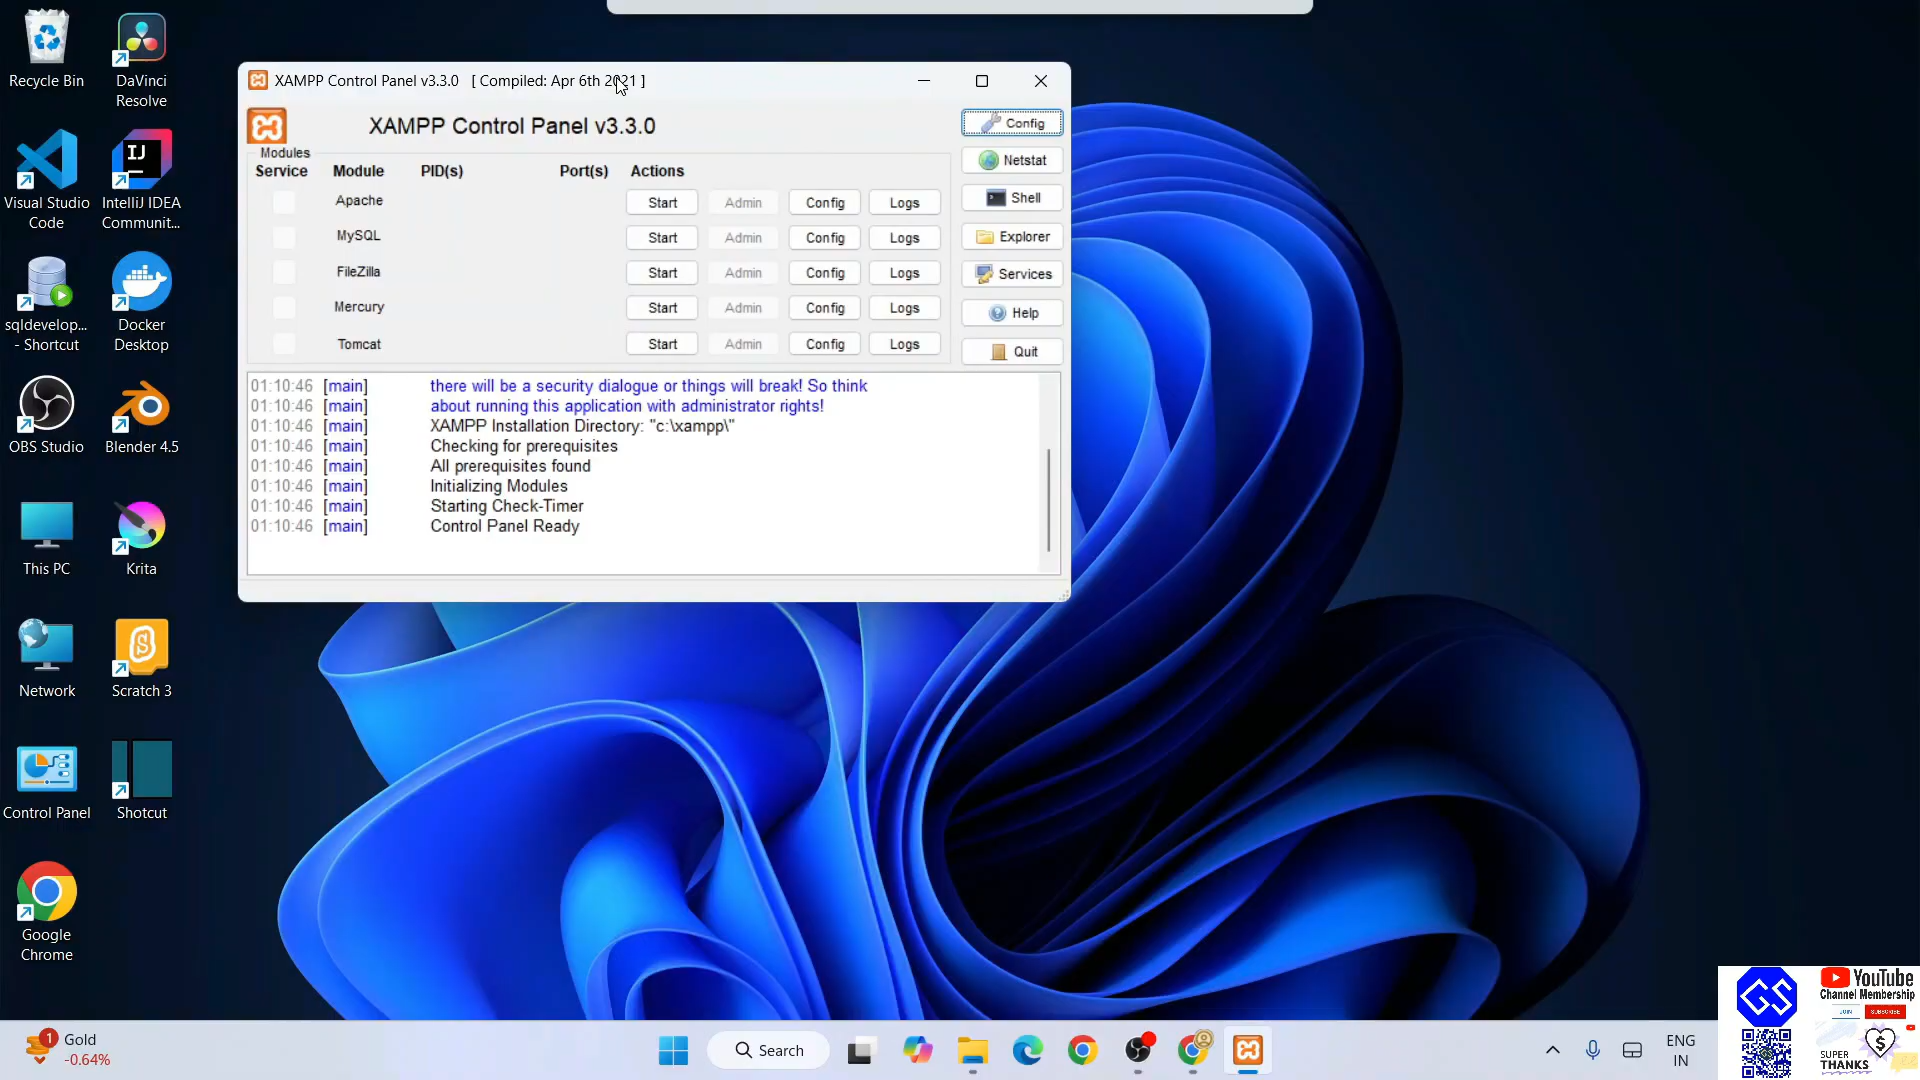 Recycle Bin
DaVinci
Resolve
Visual Studio
Code
IntelliJ IDEA
Communit...
sqldevelop...
- Shortcut
Docker
Desktop
OBS Studio
Blender 4.5
This PC
Krita
Network
Scratch 3
Control Panel
Shotcut
Google
Chrome
XAMPP Control Panel v3.3.0 [ Compiled: Apr 6th 2021 ]
XAMPP Control Panel v3.3.0
Config
Modules
Service Module PID(s) Port(s) Actions
Netstat
Apache Start Admin Config Logs
Shell
MySQL Start Admin Config Logs
Explorer
FileZilla Start Admin Config Logs
Services
Mercury Start Admin Config Logs
Help
Tomcat Start Admin Config Logs
Quit
01:10:46 [main] there will be a security dialogue or things will break! So think
01:10:46 [main] about running this application with administrator rights!
01:10:46 [main] XAMPP Installation Directory: "c:\xampp\"
01:10:46 [main] Checking for prerequisites
01:10:46 [main] All prerequisites found
01:10:46 [main] Initializing Modules
01:10:46 [main] Starting Check-Timer
01:10:46 [main] Control Panel Ready
1
Gold
-0.64%
Search
ENG
IN
GS
YouTube
Channel Membership
JOIN SUBSCRIBE
SUPER
THANKS
$